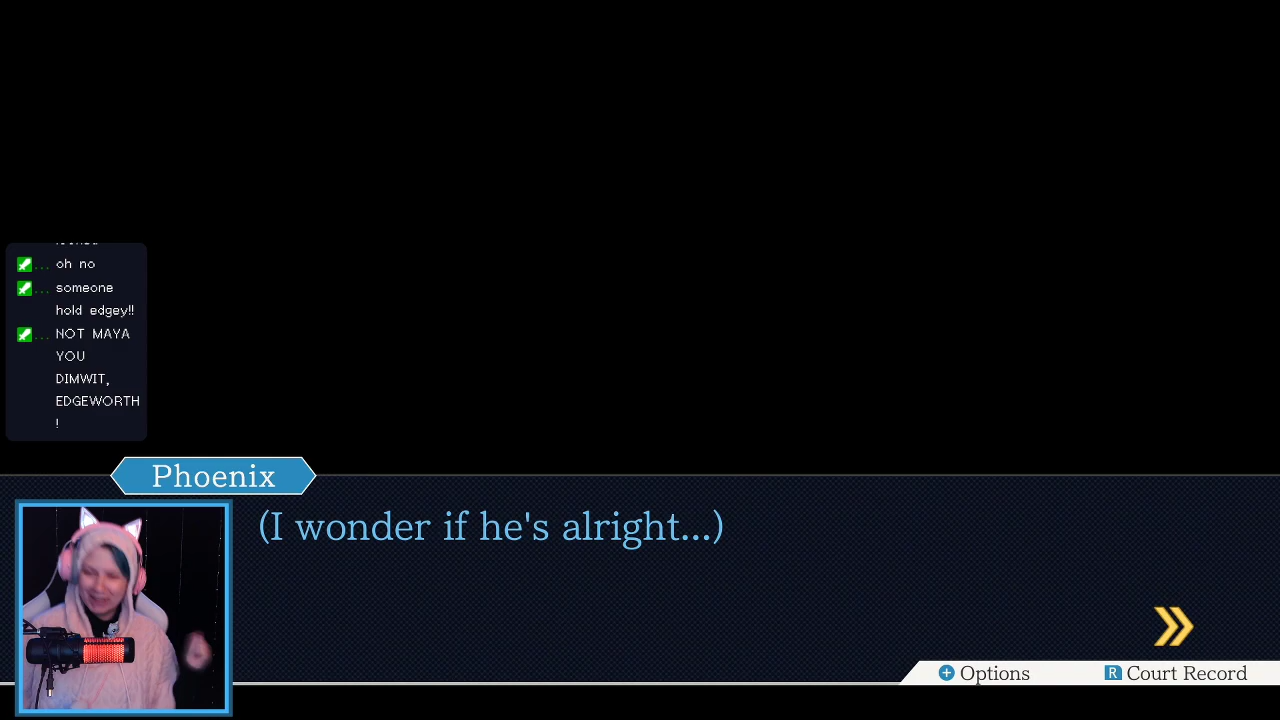 oh no
someone
hold edgey!!
NOT MAYA
YOU
DIMWIT,
EDGEWORTH
!
Phoenix
(I wonder if he's alright...)
+ Options
R Court Record